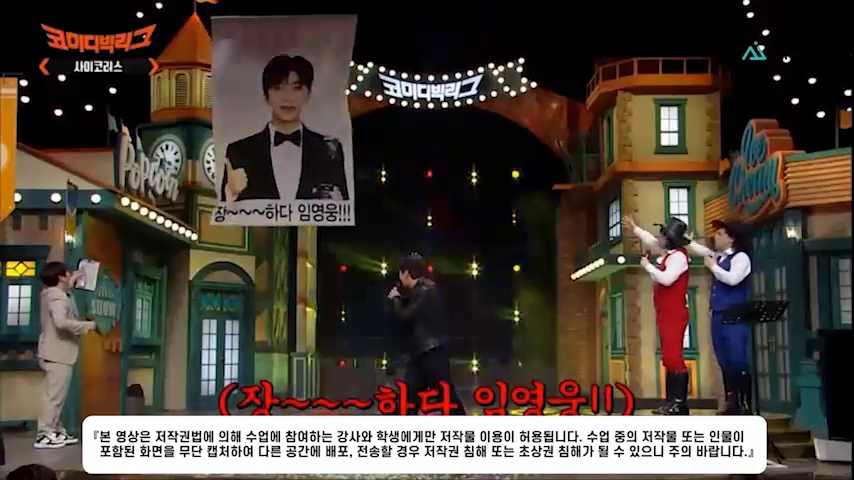 코미디빅리그
사이코러스
AS
코미디빅리그
Popcorn
장~~~하다 임영웅!!!
Ice Cream
SHOW
(장~~~하다 임영웅!!)
『본 영상은 저작권법에 의해 수업에 참여하는 강사와 학생에게만 저작물 이용이 허용됩니다. 수업 중의 저작물 또는 인물이
포함된 화면을 무단 캡처하여 다른 공간에 배포, 전송할 경우 저작권 침해 또는 초상권 침해가 될 수 있으니 주의 바랍니다.』